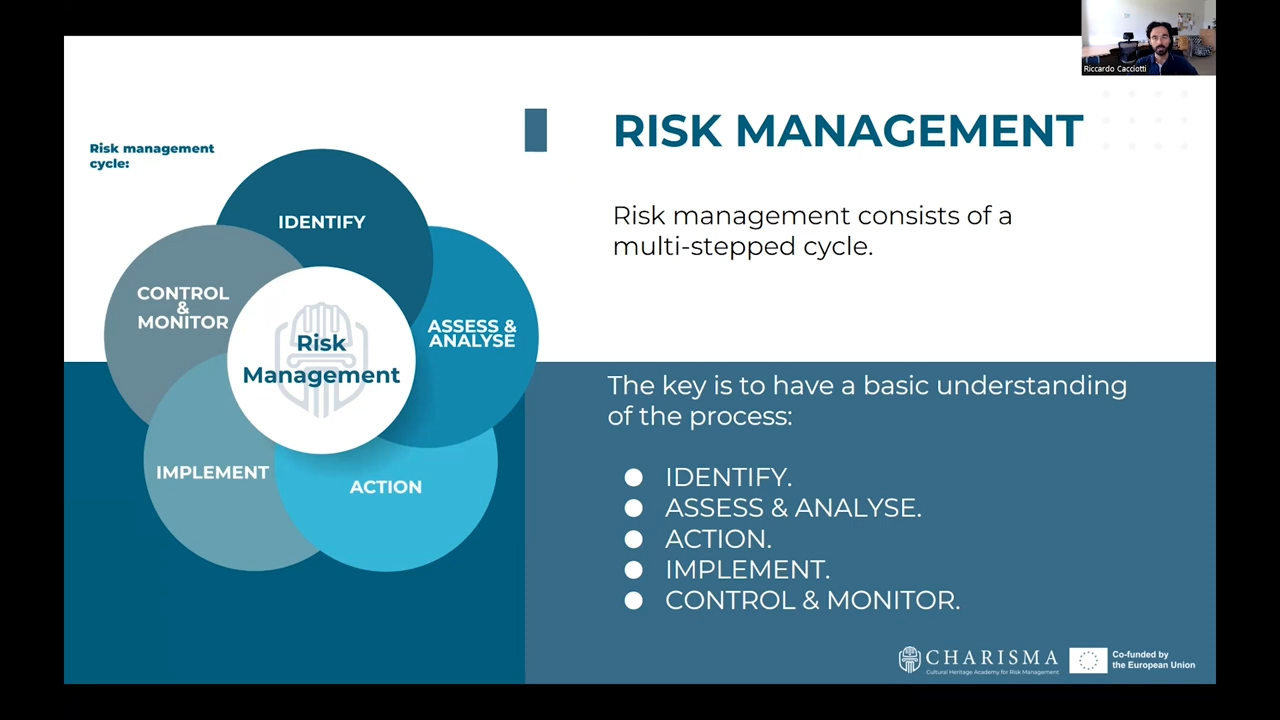 Riccardo Cacciotti
Risk management
cycle:
IDENTIFY
CONTROL
&
MONITOR
ASSESS &
ANALYSE
Risk
Management
IMPLEMENT
ACTION
RISK MANAGEMENT
Risk management consists of a
multi-stepped cycle.
The key is to have a basic understanding
of the process:
● IDENTIFY.
● ASSESS & ANALYSE.
● ACTION.
● IMPLEMENT.
● CONTROL & MONITOR.
CHARISMA
Cultural Heritage Academy for Risk Management
Co-funded by
the European Union